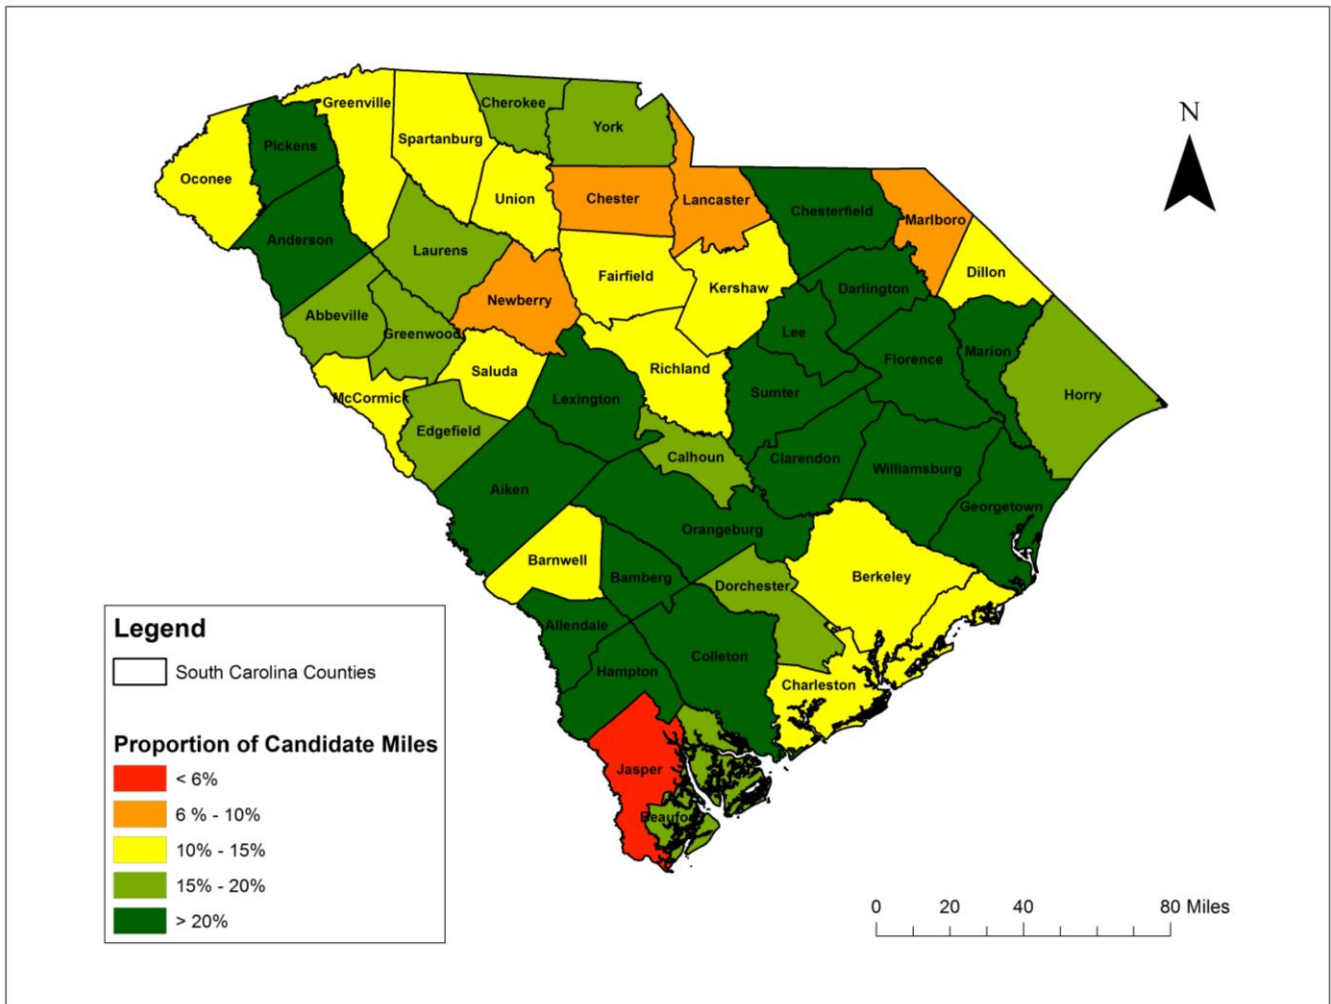 N
Greenville
Cherokee
York
Spartanburg
Pickens
Oconee
Union
Chester
Lancaster
Chesterfield
Marlboro
Anderson
Laurens
Fairfield
Kershaw
Dillon
Darlington
Newberry
Abbeville
Greenwood
Lee
Marion
Florence
Saluda
Richland
McCormick
Lexington
Sumter
Horry
Edgefield
Calhoun
Clarendon
Williamsburg
Aiken
Georgetown
Orangeburg
Barnwell
Bamberg
Dorchester
Berkeley
Allendale
Hampton
Colleton
Charleston
Jasper
Beaufo
Legend
South Carolina Counties
Proportion of Candidate Miles
< 6%
6 % - 10%
10% - 15%
15% - 20%
> 20%
0 20 40 80 Miles